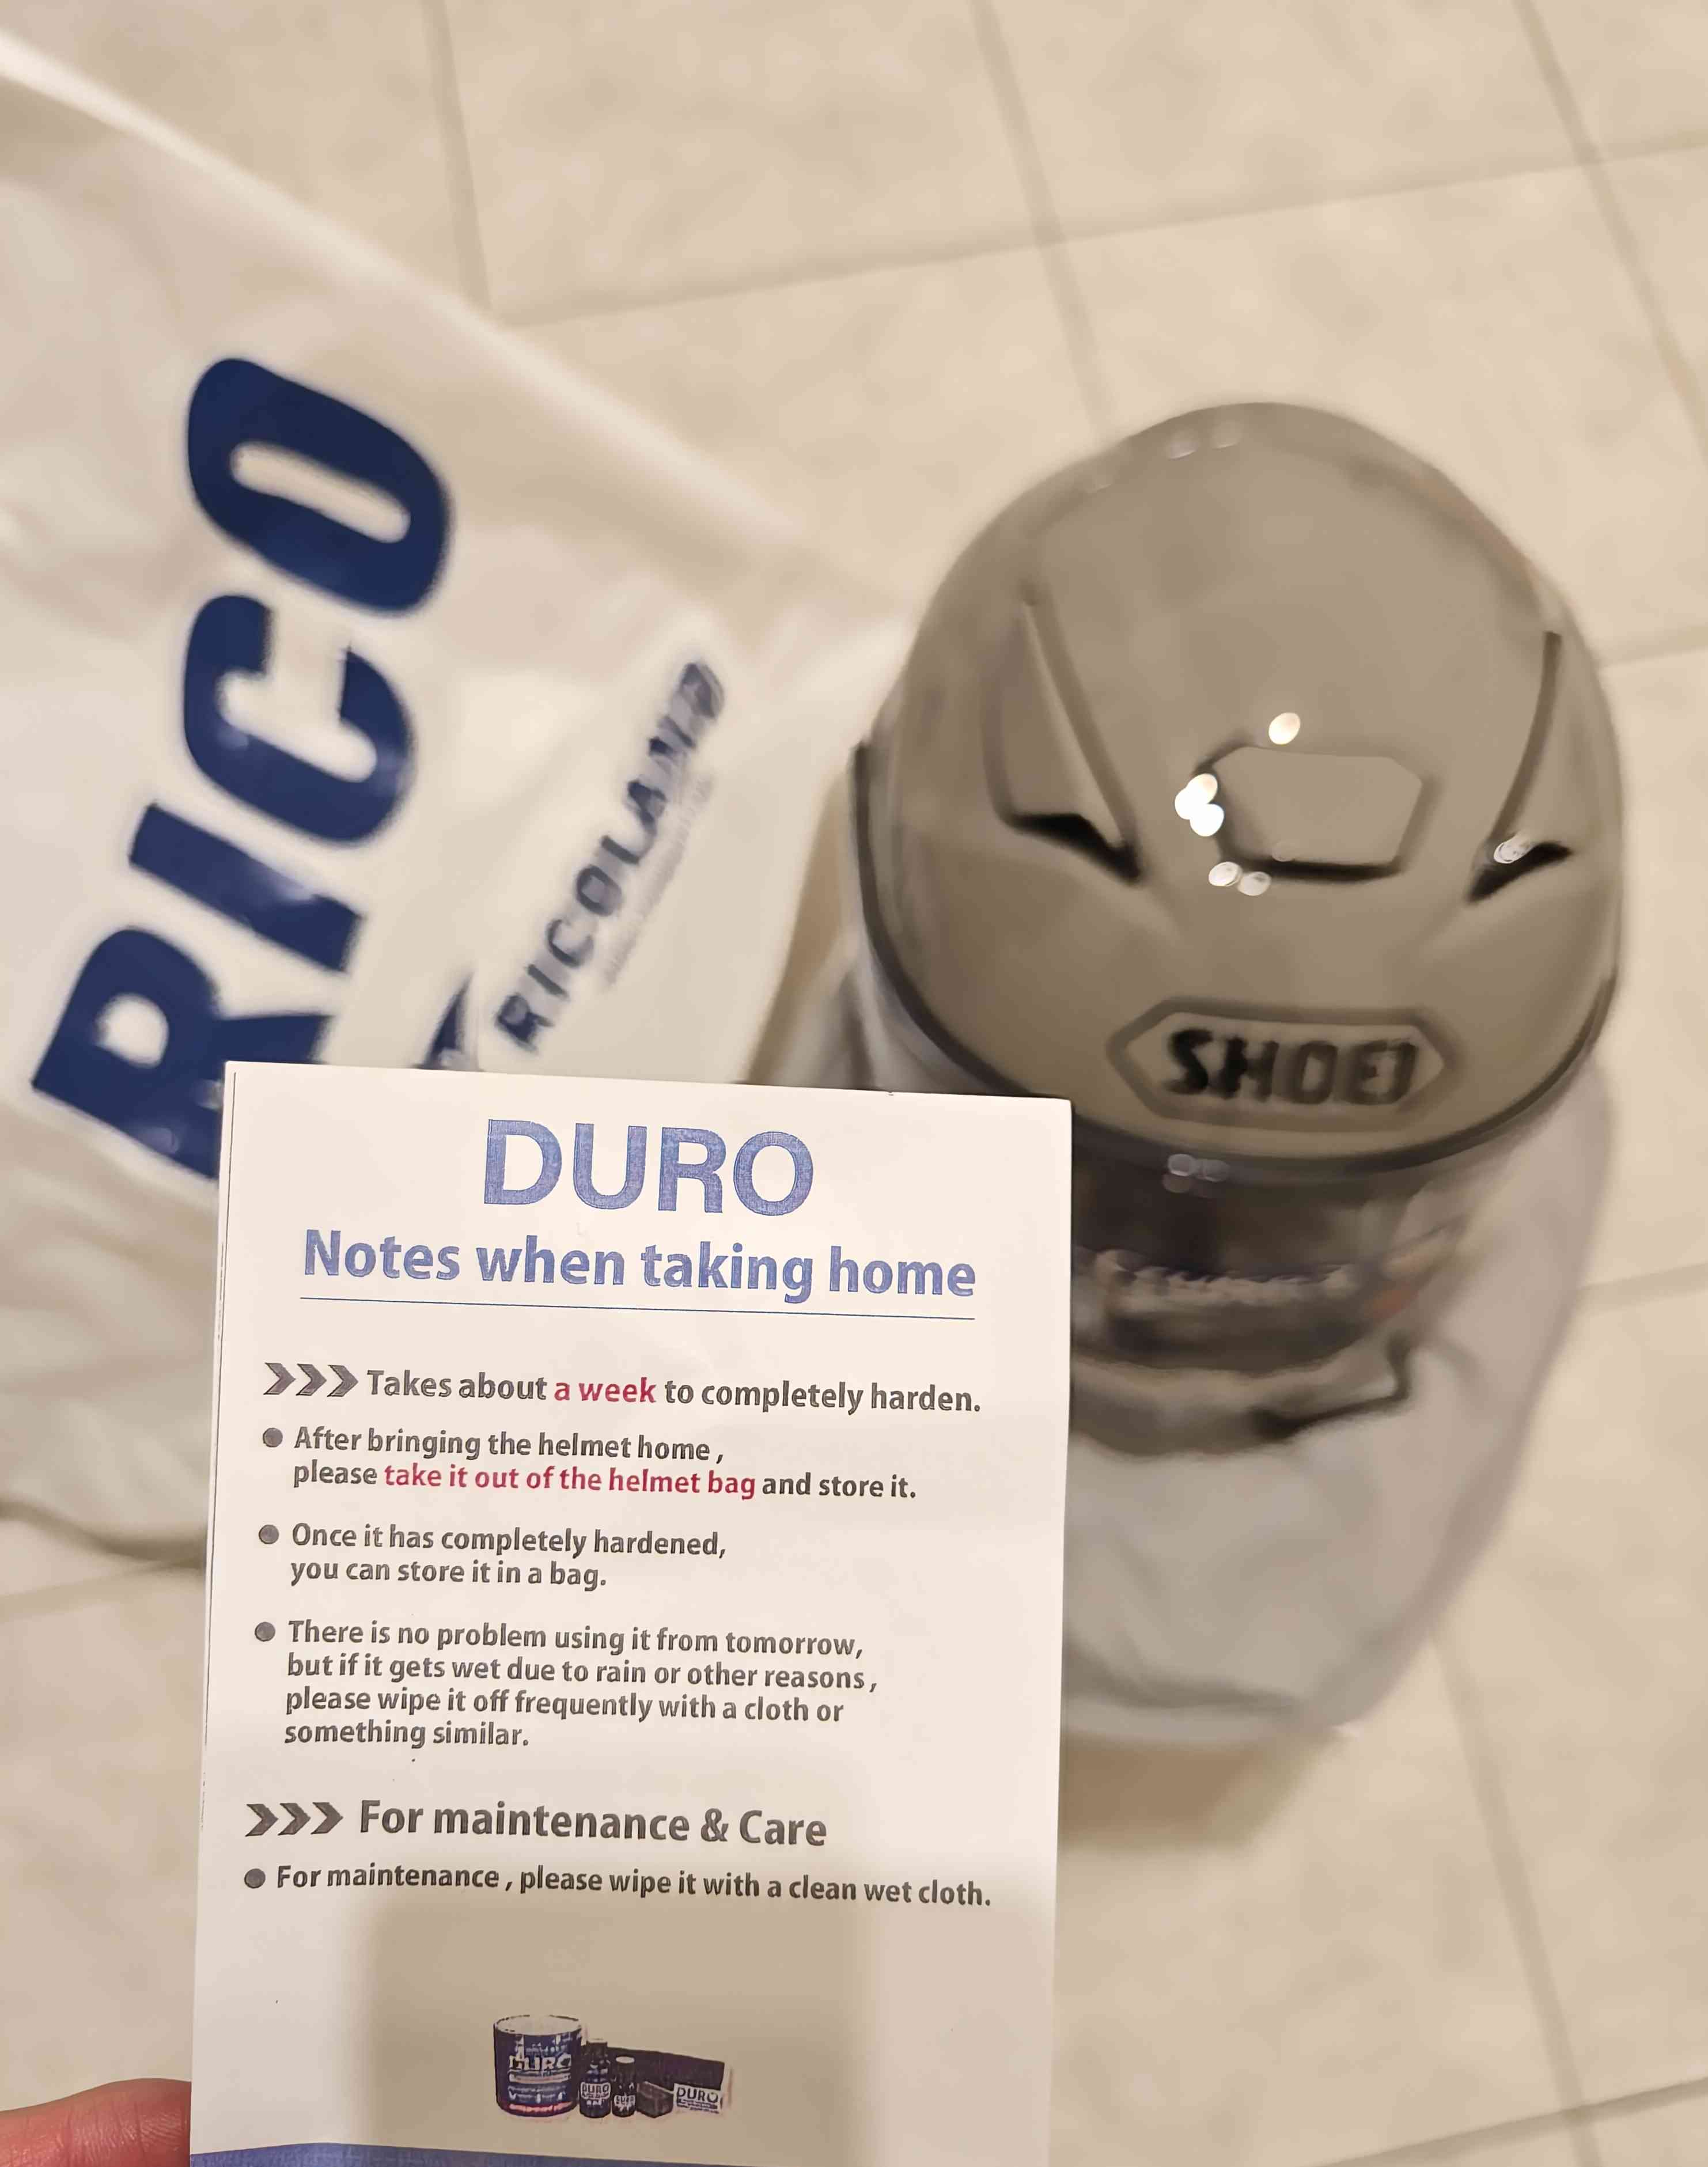 RICO
RICOLAND
SHOEI
DURO
Notes when taking home
>>> Takes about a week to completely harden.
● After bringing the helmet home ,
please take it out of the helmet bag and store it.
● Once it has completely hardened,
you can store it in a bag.
● There is no problem using it from tomorrow,
but if it gets wet due to rain or other reasons ,
please wipe it off frequently with a cloth or
something similar.
>>> For maintenance & Care
● For maintenance , please wipe it with a clean wet cloth.
DURO
DURO
DURO